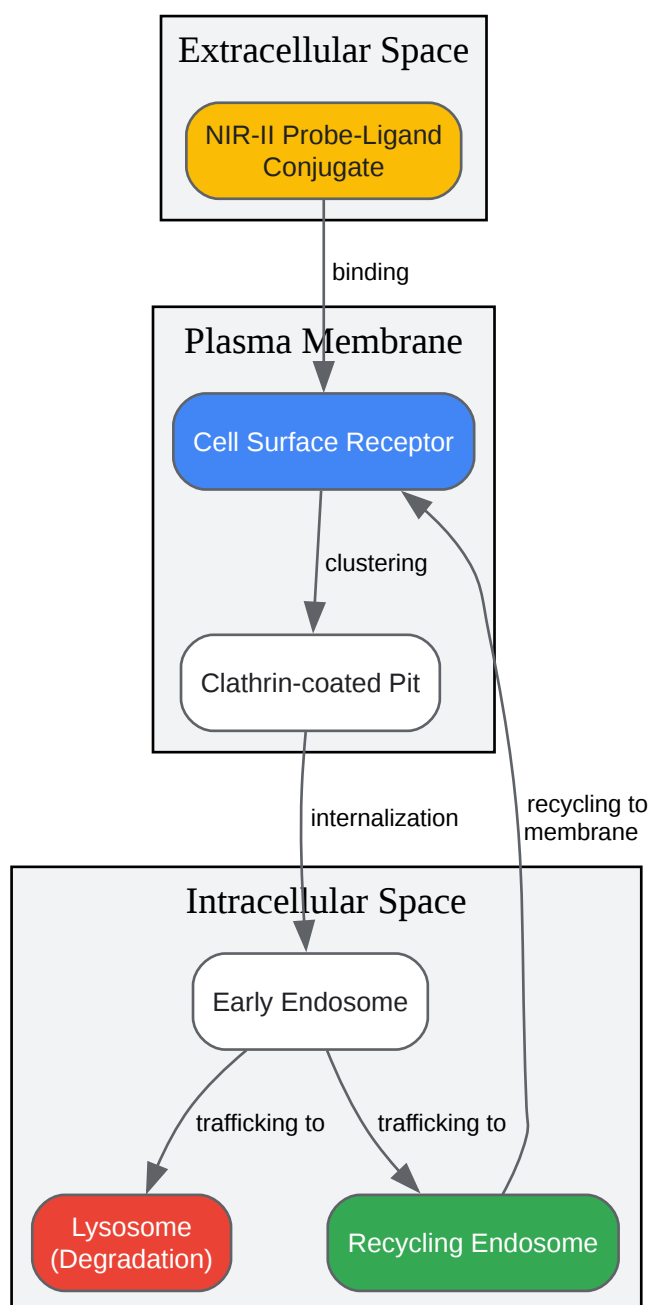 Extracellular Space
NIR-II Probe-Ligand
Conjugate
binding
Plasma Membrane
Cell Surface Receptor
clustering
Clathrin-coated Pit
internalization
recycling to
membrane
Intracellular Space
Early Endosome
trafficking to
trafficking to
Lysosome
(Degradation)
Recycling Endosome